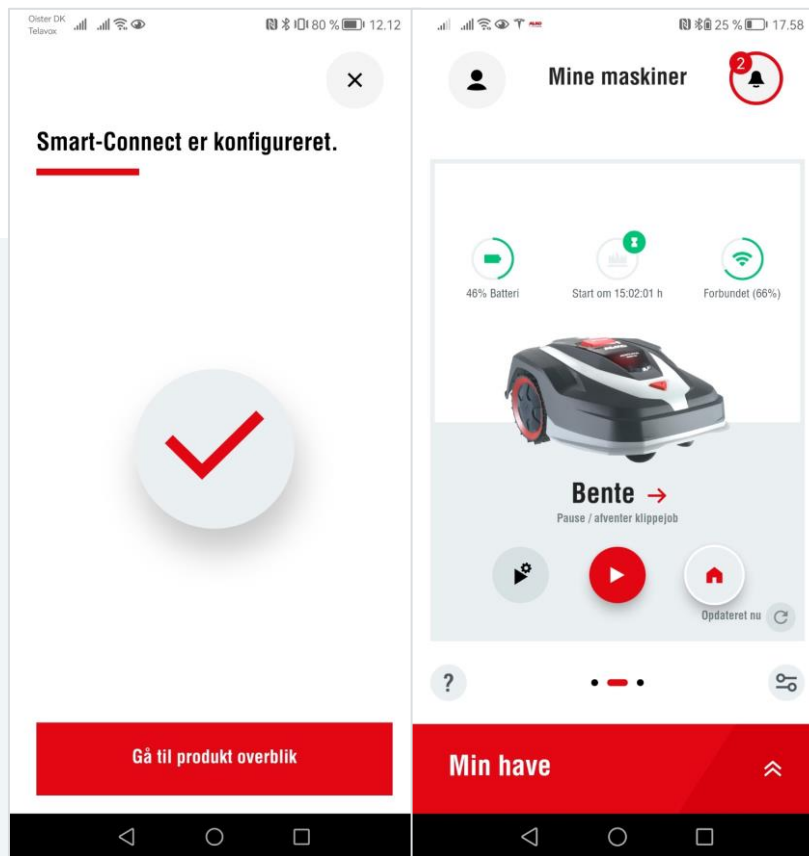 Oister DK
Telavox
80 % 12.12
Smart-Connect er konfigureret.
Gå til produkt overblik
25 % 17.58
Mine maskiner
2
46% Batteri
Start om 15:02:01 h
Forbundet (66%)
Bente
Pause / afventer klippejob
Opdateret nu
?
Min have